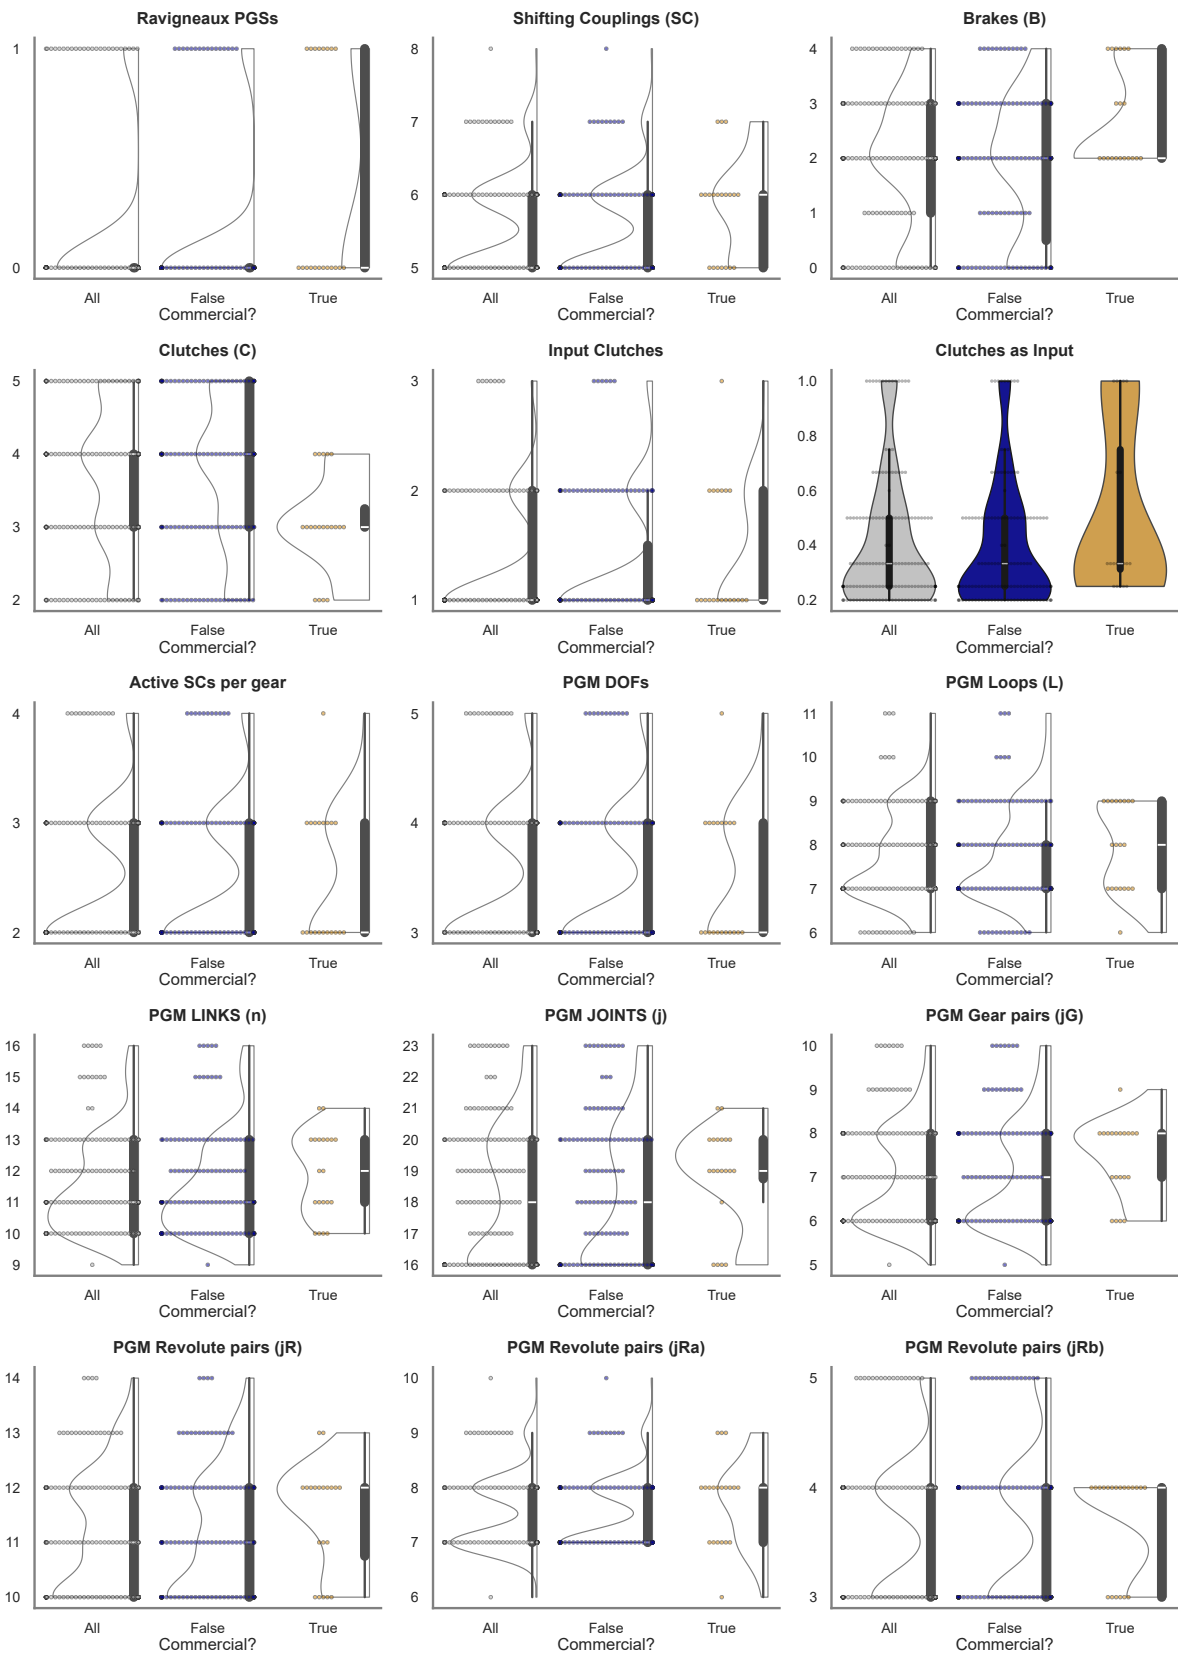 Ravigneaux PGSs
1
0
All False True
Commercial?
Shifting Couplings (SC)
8
7
6
5
All False True
Commercial?
Brakes (B)
4
3
2
1
0
All False True
Commercial?
Clutches (C)
5
4
3
2
All False True
Commercial?
Input Clutches
3
2
1
All False True
Commercial?
Clutches as Input
1.0
0.8
0.6
0.4
0.2
All False True
Commercial?
Active SCs per gear
4
3
2
All False True
Commercial?
PGM DOFs
5
4
3
All False True
Commercial?
PGM Loops (L)
11
10
9
8
7
6
All False True
Commercial?
PGM LINKS (n)
16
15
14
13
12
11
10
9
All False True
Commercial?
PGM JOINTS (j)
23
22
21
20
19
18
17
16
All False True
Commercial?
PGM Gear pairs (jG)
10
9
8
7
6
5
All False True
Commercial?
PGM Revolute pairs (jR)
14
13
12
11
10
All False True
Commercial?
PGM Revolute pairs (jRa)
10
9
8
7
6
All False True
Commercial?
PGM Revolute pairs (jRb)
5
4
3
All False True
Commercial?